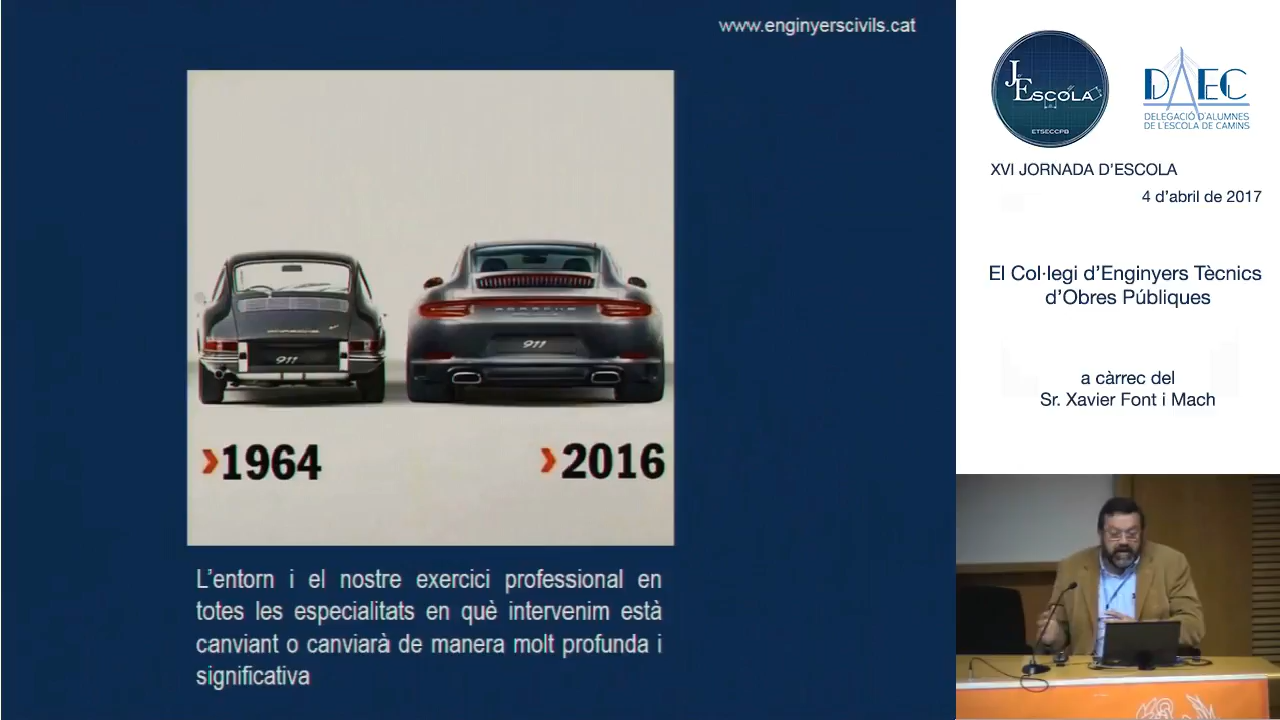 www.enginyerscivils.cat
PORSCHE
911
PORSCHE
911
›1964
›2016
L'entorn i el nostre exercici professional en
totes les especialitats en què intervenim està
canviant o canviarà de manera molt profunda i
significativa
J. ESCOLA
ETSECCPB
DAEC
DELEGACIÓ D'ALUMNES
DE L'ESCOLA DE CAMINS
XVI JORNADA D'ESCOLA
4 d'abril de 2017
El Col·legi d'Enginyers Tècnics
d'Obres Públiques
a càrrec del
Sr. Xavier Font i Mach